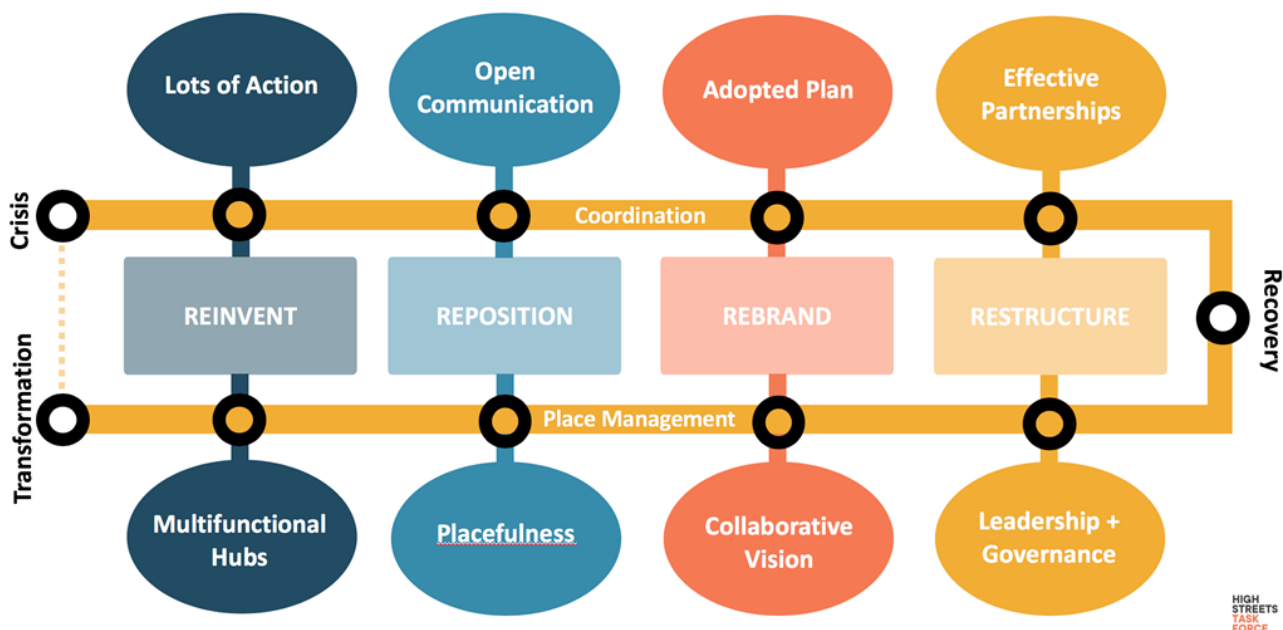 Lots of Action
Open
Communication
Adopted Plan
Effective
Partnerships
Crisis
Coordination
REINVENT
REPOSITION
REBRAND
RESTRUCTURE
Recovery
Transformation
Place Management
Multifunctional
Hubs
Placefulness
Collaborative
Vision
Leadership +
Governance
HIGH
STREETS
TASK
FORCE